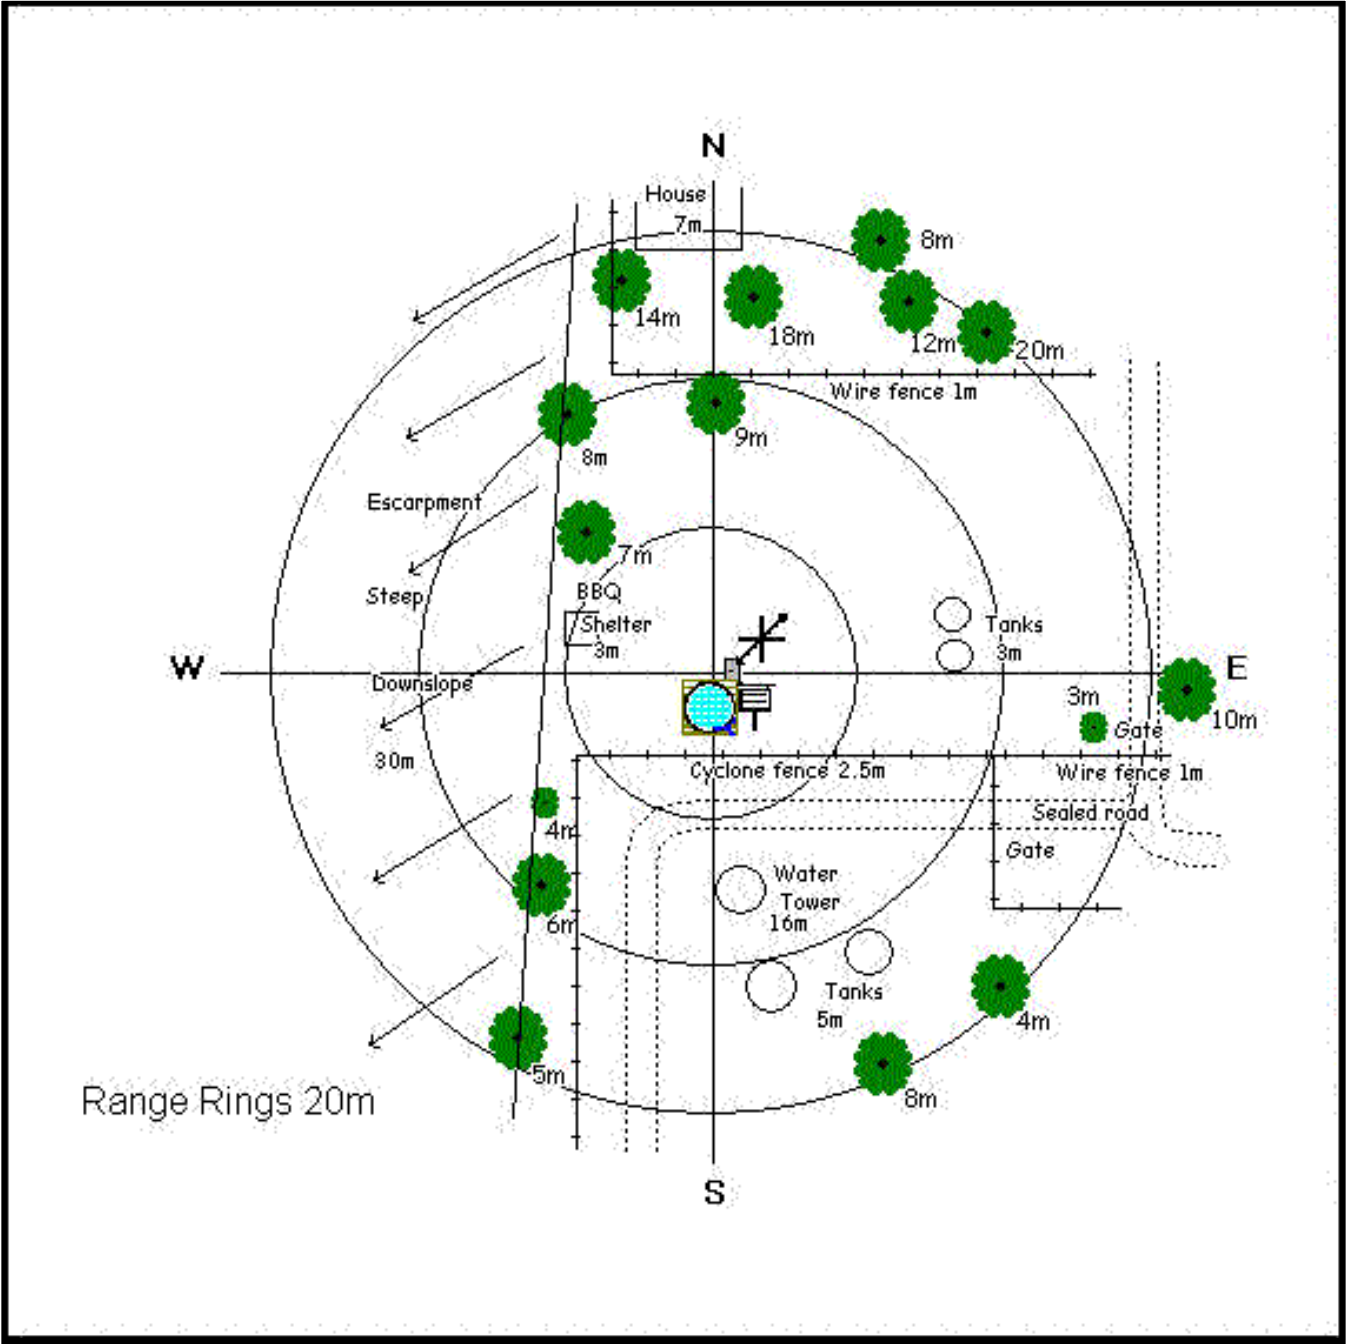 N
House
7m
8m
14m
18m
12m
20m
Wire fence 1m
9m
8m
Escarpment
7m
Steep
BBQ
Shelter
3m
Tanks
3m
W
E
Downslope
3m
Gate
10m
30m
Cyclone fence 2.5m
Wire fence 1m
Sealed road
4m
Gate
Water
Tower
16m
6m
Tanks
5m
4m
5m
8m
Range Rings 20m
S